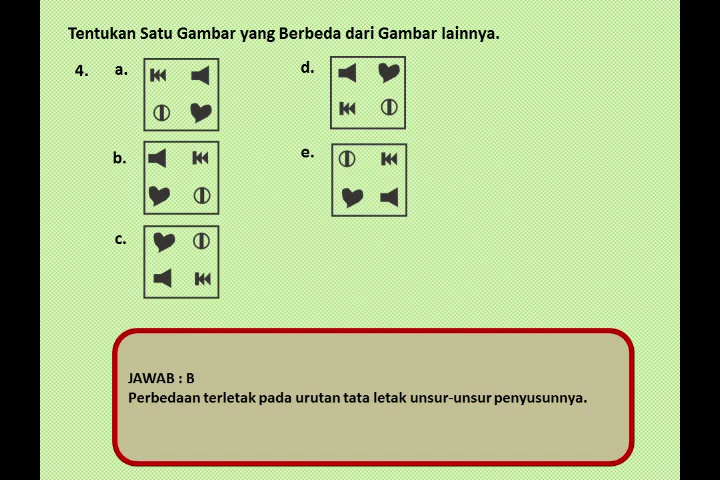 Tentukan Satu Gambar yang Berbeda dari Gambar lainnya.
4. a.
b.
c.
d.
e.
JAWAB : B
Perbedaan terletak pada urutan tata letak unsur-unsur penyusunnya.